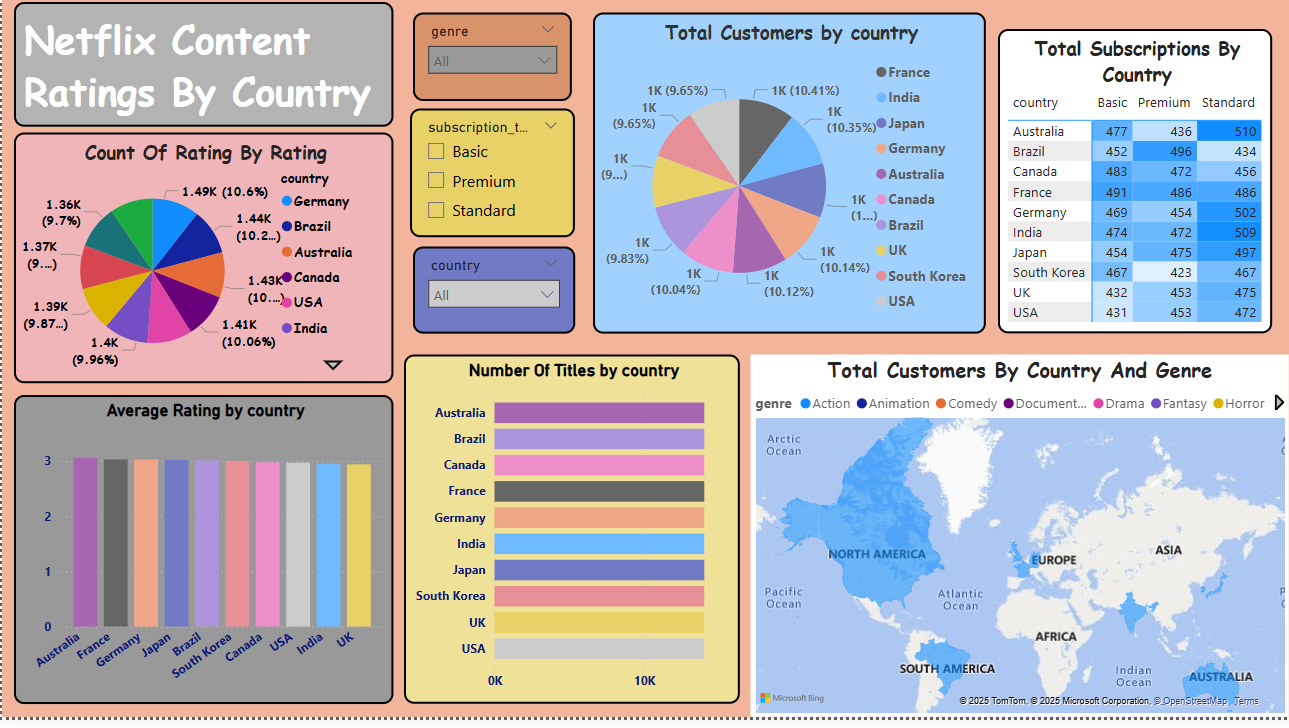 Netflix Content
Ratings By Country
genre
All
subscription_t...
Basic
Premium
Standard
country
All
Count Of Rating By Rating
1.49K (10.6%)
1.44K
(10.2...)
1.43K
(10....)
1.41K
(10.06%)
1.4K
(9.96%)
1.39K
(9.87...)
1.37K
(9....)
1.36K
(9.7%)
country
Germany
Brazil
Australia
Canada
USA
India
Total Customers by country
1K (10.41%)
1K
(10.35%)
1K
(1...)
1K
(10.14%)
1K
(10.12%)
1K
(10.04%)
1K
(9.83%)
1K
(9...)
1K
(9.65%)
1K (9.65%)
France
India
Japan
Germany
Australia
Canada
Brazil
UK
South Korea
USA
Total Subscriptions By
Country
country Basic Premium Standard
Australia 477 436 510
Brazil 452 496 434
Canada 483 472 456
France 491 486 486
Germany 469 454 502
India 474 472 509
Japan 454 475 497
South Korea 467 423 467
UK 432 453 475
USA 431 453 472
Average Rating by country
3
2
1
0
Australia
France
Germany
Japan
Brazil
South Korea
Canada
USA
India
UK
Number Of Titles by country
Australia
Brazil
Canada
France
Germany
India
Japan
South Korea
UK
USA
0K 10K
Total Customers By Country And Genre
genre Action Animation Comedy Document... Drama Fantasy Horror
Arctic
Ocean
NORTH AMERICA
EUROPE
ASIA
Pacific
Ocean
Atlantic
Ocean
AFRICA
SOUTH AMERICA
Indian
Ocean
AUSTRALIA
Microsoft Bing
© 2025 TomTom, © 2025 Microsoft Corporation, © OpenStreetMap Terms